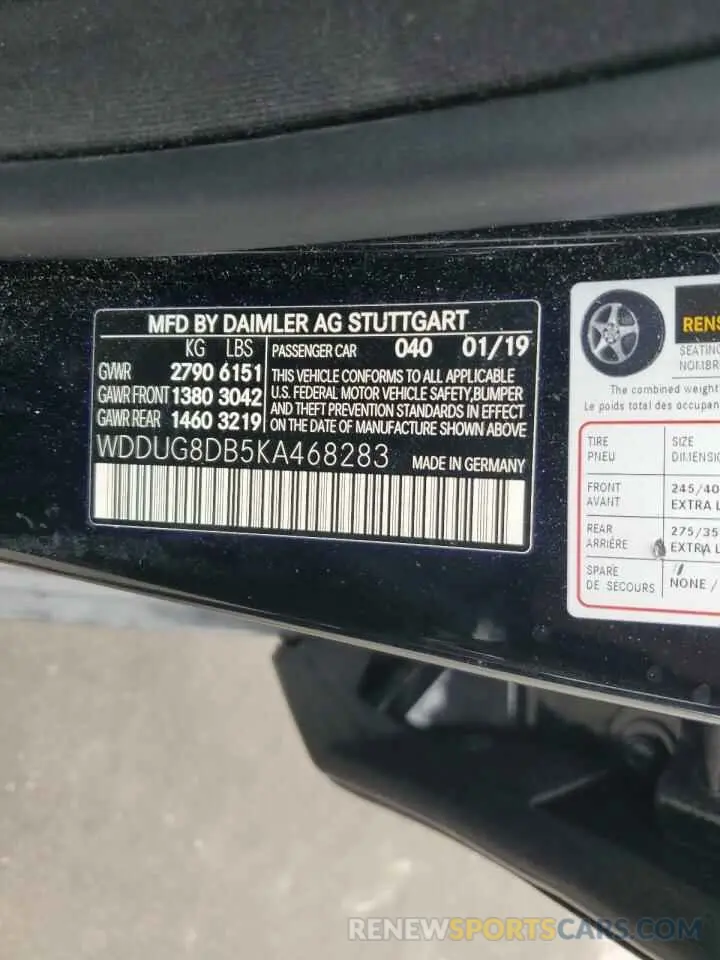 MFD BY DAIMLER AG STUTTGART
KG LBS PASSENGER CAR 040 01/19
GVWR 2790 6151
GAWR FRONT 1380 3042
GAWR REAR 1460 3219
THIS VEHICLE CONFORMS TO ALL APPLICABLE
U.S. FEDERAL MOTOR VEHICLE SAFETY,BUMPER
AND THEFT PREVENTION STANDARDS IN EFFECT
ON THE DATE OF MANUFACTURE SHOWN ABOVE
WDDUG8DB5KA468283 MADE IN GERMANY
RENS
SEATING
NOMBR
The combined weight
Le poids total des occupan
TIRE SIZE
PNEU DIMENSIO
FRONT 245/40
AVANT EXTRA L
REAR 275/35
ARRIÈRE EXTRA L
SPARE
DE SECOURS NONE /
RENEWSPORTSCARS.COM